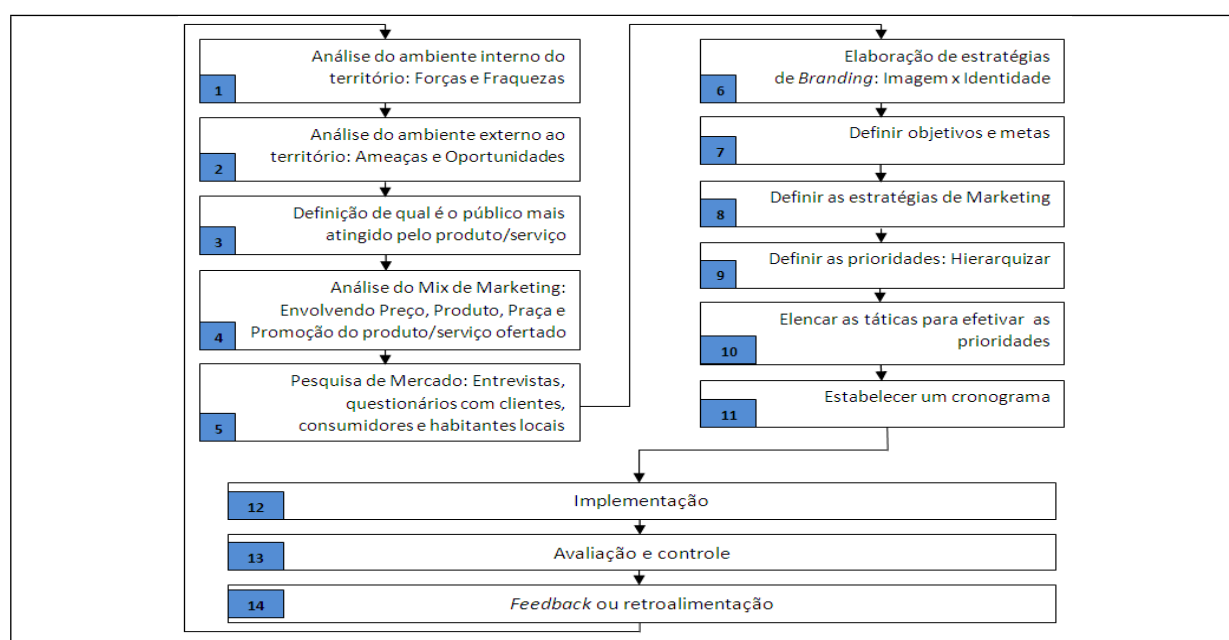 Análise do ambiente interno do
território: Forças e Fraquezas
1
Análise do ambiente externo ao
território: Ameaças e Oportunidades
2
Definição de qual é o público mais
atingido pelo produto/serviço
3
Análise do Mix de Marketing:
Envolvendo Preço, Produto, Praça e
Promoção do produto/serviço ofertado
4
Pesquisa de Mercado: Entrevistas,
questionários com clientes,
consumidores e habitantes locais
5
Elaboração de estratégias
de Branding: Imagem x Identidade
6
Definir objetivos e metas
7
Definir as estratégias de Marketing
8
Definir as prioridades: Hierarquizar
9
Elencar as táticas para efetivar as
prioridades
10
Estabelecer um cronograma
11
Implementação
12
Avaliação e controle
13
Feedback ou retroalimentação
14